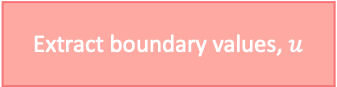 Extract boundary values, 𝑢